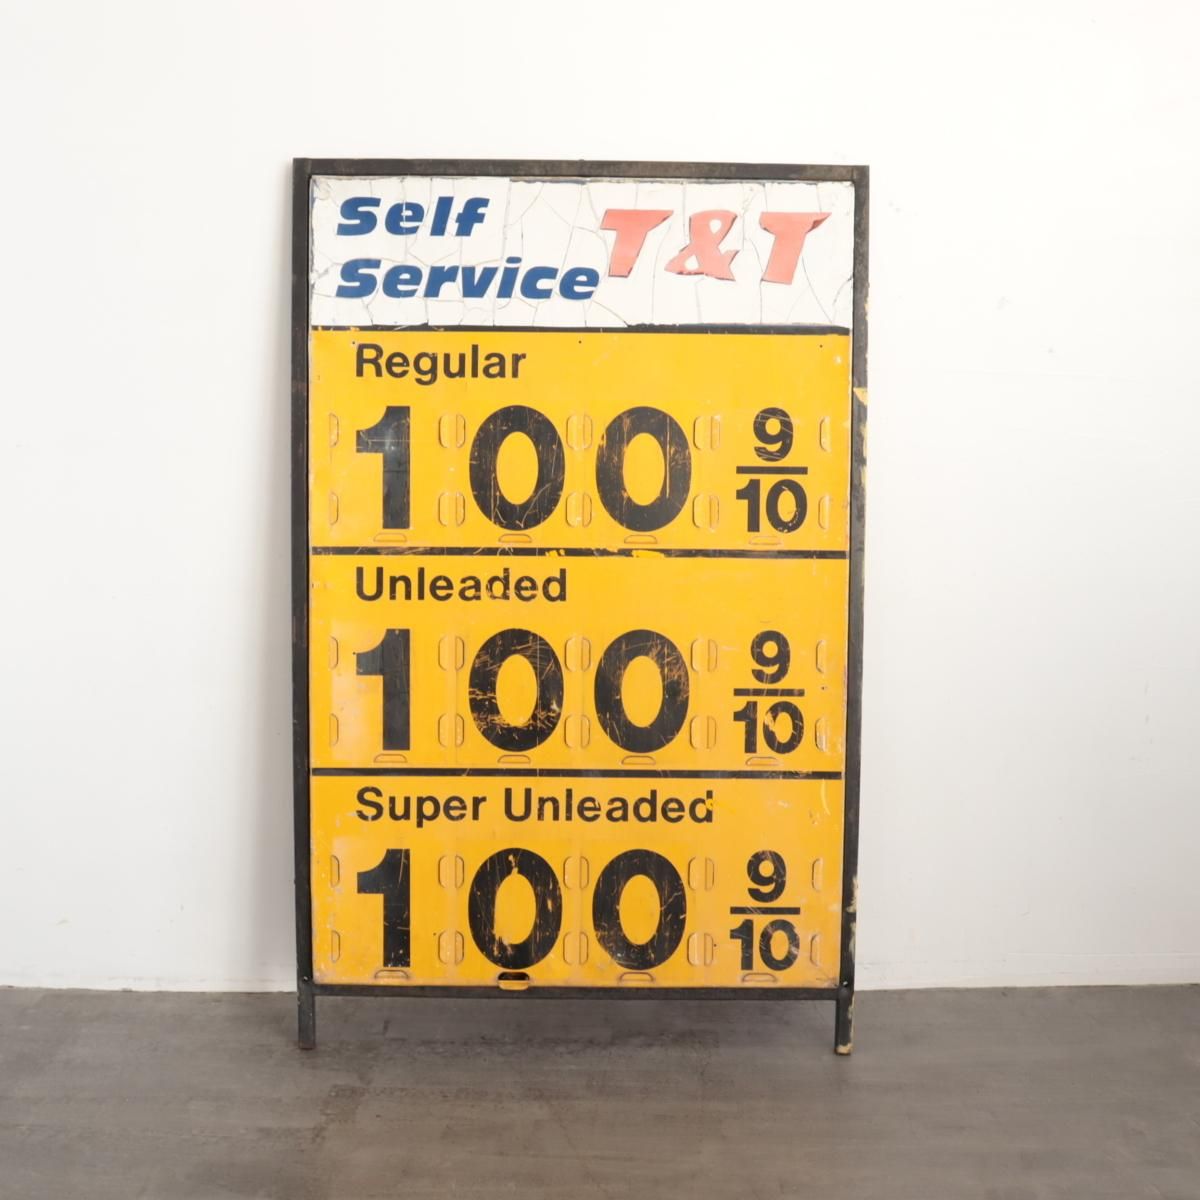 Self T&T
Service
Regular
100 9/10
Unleaded
100 9/10
Super Unleaded
100 9/10